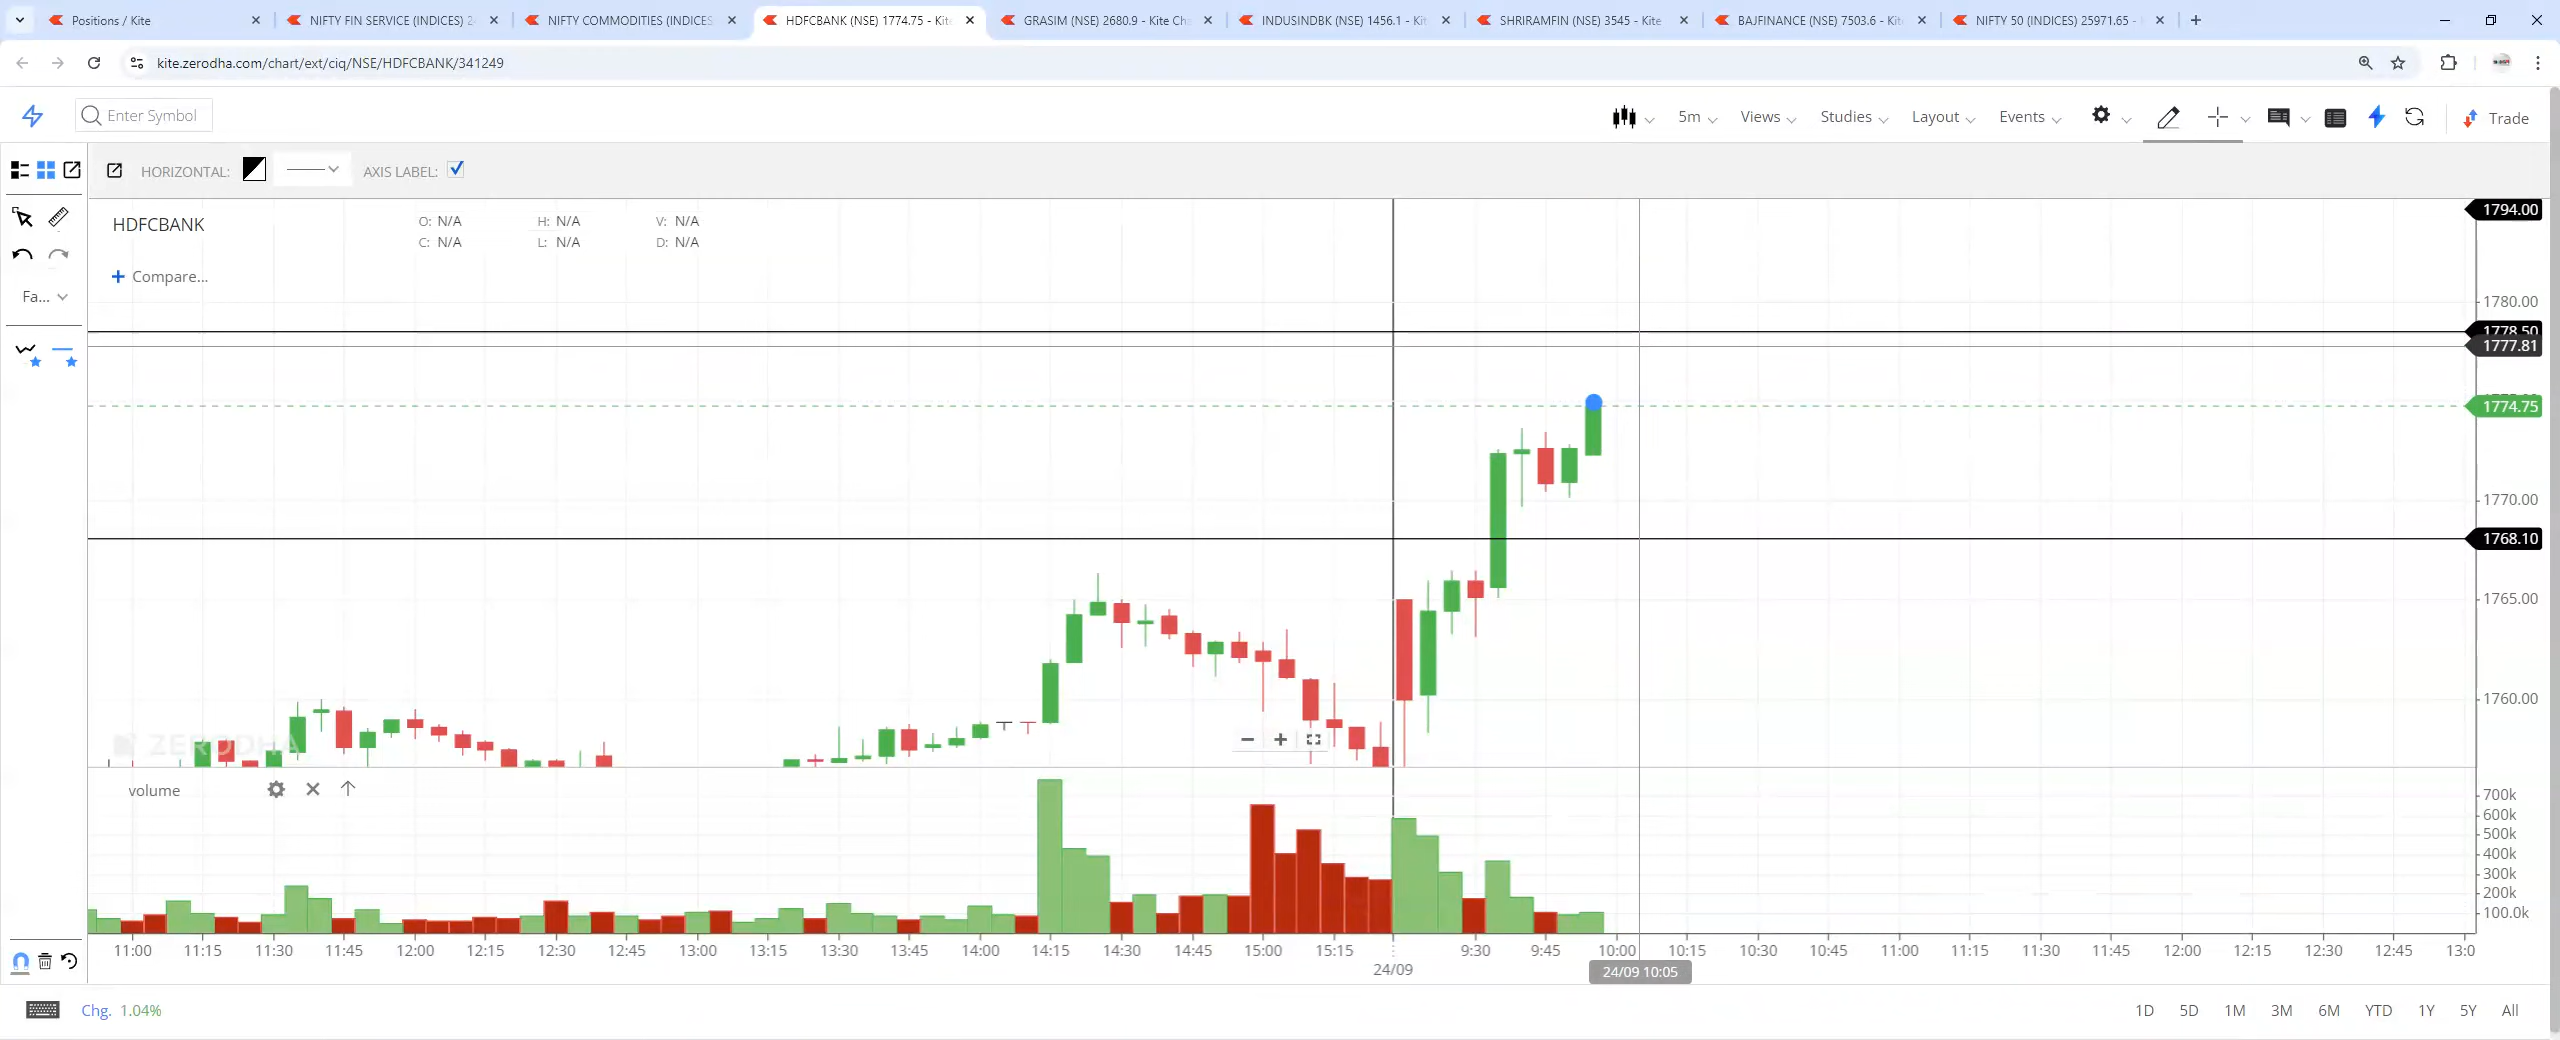 Positions / Kite
NIFTY FIN SERVICE (INDICES) 2
NIFTY COMMODITIES (INDICES
HDFCBANK (NSE) 1774.75 - Kite
GRASIM (NSE) 2680.9 - Kite Cha
INDUSINDBK (NSE) 1456.1 - Kit
SHRIRAMFIN (NSE) 3545 - Kite
BAJFINANCE (NSE) 7503.6 - Kite
NIFTY 50 (INDICES) 25971.65 -
kite.zerodha.com/chart/ext/ciq/NSE/HDFCBANK/341249
Enter Symbol
5m
Views
Studies
Layout
Events
Trade
HORIZONTAL:
AXIS LABEL:
HDFCBANK
O: N/A H: N/A V: N/A
C: N/A L: N/A D: N/A
+ Compare...
Fa...
1794.00
1780.00
1778.50
1777.81
1774.75
1770.00
1768.10
1765.00
1760.00
ZERODHA
volume
700k
600k
500k
400k
300k
200k
100.0k
11:00 11:15 11:30 11:45 12:00 12:15 12:30 12:45 13:00 13:15 13:30 13:45 14:00 14:15 14:30 14:45 15:00 15:15 9:30 9:45 10:00 10:15 10:30 10:45 11:00 11:15 11:30 11:45 12:00 12:15 12:30 12:45 13:0
24/09
24/09 10:05
Chg. 1.04%
1D 5D 1M 3M 6M YTD 1Y 5Y All